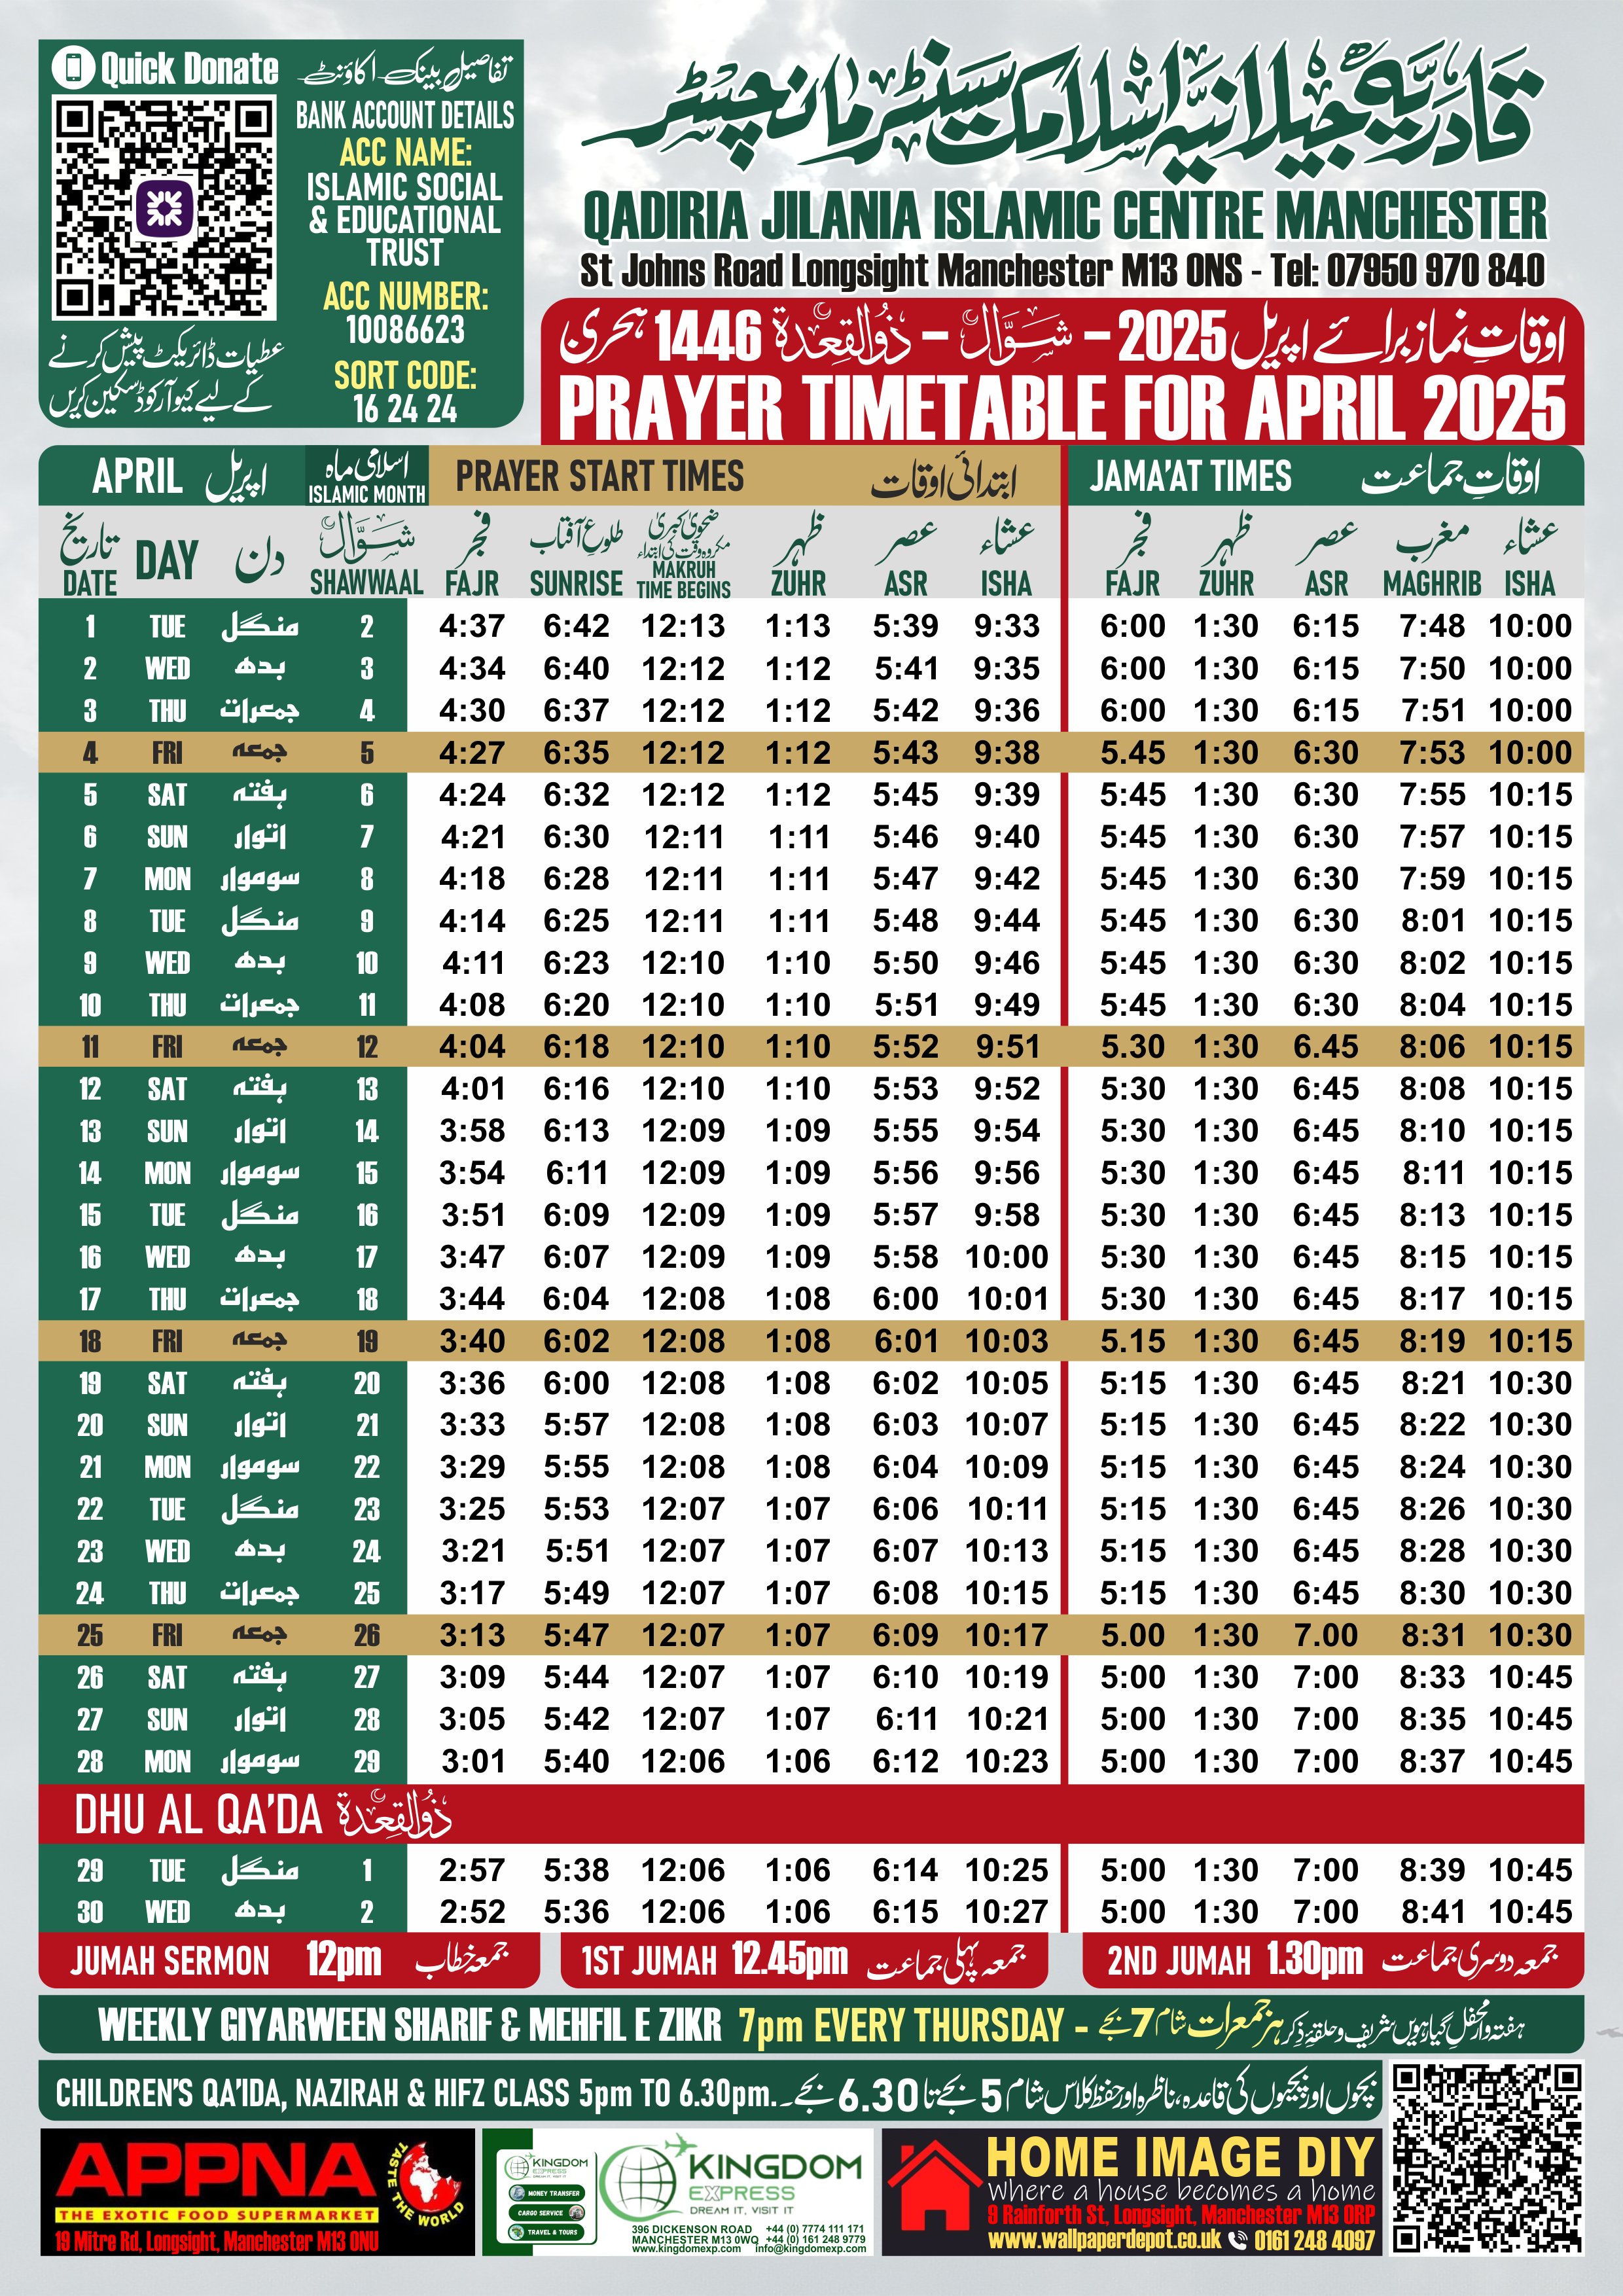 Quick Donate
تفاصیل بینک اکاؤنٹ
BANK ACCOUNT DETAILS
ACC NAME:
ISLAMIC SOCIAL
& EDUCATIONAL
TRUST
ACC NUMBER:
10086623
SORT CODE:
16 24 24
عطیات ڈائریکٹ پیش کرنے
کے لیے کیو آر کوڈ سکین کریں
قادریہ جیلانیہ اسلامک سینٹر مانچسٹر
QADIRIA JILANIA ISLAMIC CENTRE MANCHESTER
St Johns Road Longsight Manchester M13 0NS - Tel: 07950 970 840
اوقاتِ نماز برائے اپریل 2025 – شَوَّال – ذُوالقَعْدَة 1446 ہجری
PRAYER TIMETABLE FOR APRIL 2025
APRIL اپریل اسلامی ماہ ISLAMIC MONTH PRAYER START TIMES ابتدائی اوقات JAMA'AT TIMES اوقاتِ جماعت
تاریخ دن شَوَّال فجر طلوع آفتاب ضحویٰ کبریٰ مکروہ وقت کی ابتداء ظہر عصر عشاء فجر ظہر عصر مغرب عشاء
DATE DAY SHAWWAAL FAJR SUNRISE MAKRUH TIME BEGINS ZUHR ASR ISHA FAJR ZUHR ASR MAGHRIB ISHA
1 TUE منگل 2 4:37 6:42 12:13 1:13 5:39 9:33 6:00 1:30 6:15 7:48 10:00
2 WED بدھ 3 4:34 6:40 12:12 1:12 5:41 9:35 6:00 1:30 6:15 7:50 10:00
3 THU جمعرات 4 4:30 6:37 12:12 1:12 5:42 9:36 6:00 1:30 6:15 7:51 10:00
4 FRI جمعہ 5 4:27 6:35 12:12 1:12 5:43 9:38 5.45 1:30 6:30 7:53 10:00
5 SAT ہفتہ 6 4:24 6:32 12:12 1:12 5:45 9:39 5:45 1:30 6:30 7:55 10:15
6 SUN اتوار 7 4:21 6:30 12:11 1:11 5:46 9:40 5:45 1:30 6:30 7:57 10:15
7 MON سوموار 8 4:18 6:28 12:11 1:11 5:47 9:42 5:45 1:30 6:30 7:59 10:15
8 TUE منگل 9 4:14 6:25 12:11 1:11 5:48 9:44 5:45 1:30 6:30 8:01 10:15
9 WED بدھ 10 4:11 6:23 12:10 1:10 5:50 9:46 5:45 1:30 6:30 8:02 10:15
10 THU جمعرات 11 4:08 6:20 12:10 1:10 5:51 9:49 5:45 1:30 6:30 8:04 10:15
11 FRI جمعہ 12 4:04 6:18 12:10 1:10 5:52 9:51 5.30 1:30 6.45 8:06 10:15
12 SAT ہفتہ 13 4:01 6:16 12:10 1:10 5:53 9:52 5:30 1:30 6:45 8:08 10:15
13 SUN اتوار 14 3:58 6:13 12:09 1:09 5:55 9:54 5:30 1:30 6:45 8:10 10:15
14 MON سوموار 15 3:54 6:11 12:09 1:09 5:56 9:56 5:30 1:30 6:45 8:11 10:15
15 TUE منگل 16 3:51 6:09 12:09 1:09 5:57 9:58 5:30 1:30 6:45 8:13 10:15
16 WED بدھ 17 3:47 6:07 12:09 1:09 5:58 10:00 5:30 1:30 6:45 8:15 10:15
17 THU جمعرات 18 3:44 6:04 12:08 1:08 6:00 10:01 5:30 1:30 6:45 8:17 10:15
18 FRI جمعہ 19 3:40 6:02 12:08 1:08 6:01 10:03 5.15 1:30 6:45 8:19 10:15
19 SAT ہفتہ 20 3:36 6:00 12:08 1:08 6:02 10:05 5:15 1:30 6:45 8:21 10:30
20 SUN اتوار 21 3:33 5:57 12:08 1:08 6:03 10:07 5:15 1:30 6:45 8:22 10:30
21 MON سوموار 22 3:29 5:55 12:08 1:08 6:04 10:09 5:15 1:30 6:45 8:24 10:30
22 TUE منگل 23 3:25 5:53 12:07 1:07 6:06 10:11 5:15 1:30 6:45 8:26 10:30
23 WED بدھ 24 3:21 5:51 12:07 1:07 6:07 10:13 5:15 1:30 6:45 8:28 10:30
24 THU جمعرات 25 3:17 5:49 12:07 1:07 6:08 10:15 5:15 1:30 6:45 8:30 10:30
25 FRI جمعہ 26 3:13 5:47 12:07 1:07 6:09 10:17 5.00 1:30 7.00 8:31 10:30
26 SAT ہفتہ 27 3:09 5:44 12:07 1:07 6:10 10:19 5:00 1:30 7:00 8:33 10:45
27 SUN اتوار 28 3:05 5:42 12:07 1:07 6:11 10:21 5:00 1:30 7:00 8:35 10:45
28 MON سوموار 29 3:01 5:40 12:06 1:06 6:12 10:23 5:00 1:30 7:00 8:37 10:45
DHU AL QA'DA ذُوالقَعْدَة
29 TUE منگل 1 2:57 5:38 12:06 1:06 6:14 10:25 5:00 1:30 7:00 8:39 10:45
30 WED بدھ 2 2:52 5:36 12:06 1:06 6:15 10:27 5:00 1:30 7:00 8:41 10:45
JUMAH SERMON 12pm جمعہ خطاب 1ST JUMAH 12.45pm جمعہ پہلی جماعت 2ND JUMAH 1.30pm جمعہ دوسری جماعت
WEEKLY GIYARWEEN SHARIF & MEHFIL E ZIKR 7pm EVERY THURSDAY - ہفتہ وار محفلِ گیارہویں شریف و حلقۂ ذکر ہر جمعرات شام 7 بجے
CHILDREN'S QA'IDA, NAZIRAH & HIFZ CLASS 5pm TO 6.30pm. بچوں اور بچیوں کی قاعدہ، ناظرہ اور حفظ کلاس شام 5 بجے تا 6.30 بجے۔
APPNA
THE EXOTIC FOOD SUPERMARKET
TASTE THE WORLD
19 Mitre Rd, Longsight, Manchester M13 0NU
KINGDOM
EXPRESS
DREAM IT, VISIT IT
MONEY TRANSFER
CARGO SERVICE
TRAVEL & TOURS
KINGDOM
EXPRESS
DREAM IT, VISIT IT
396 DICKENSON ROAD +44 (0) 7774 111 171
MANCHESTER M13 0WQ +44 (0) 161 248 9779
www.kingdomexp.com info@kingdomexp.com
HOME IMAGE DIY
Where a house becomes a home
9 Rainforth St, Longsight, Manchester M13 0RP
www.wallpaperdepot.co.uk 0161 248 4097